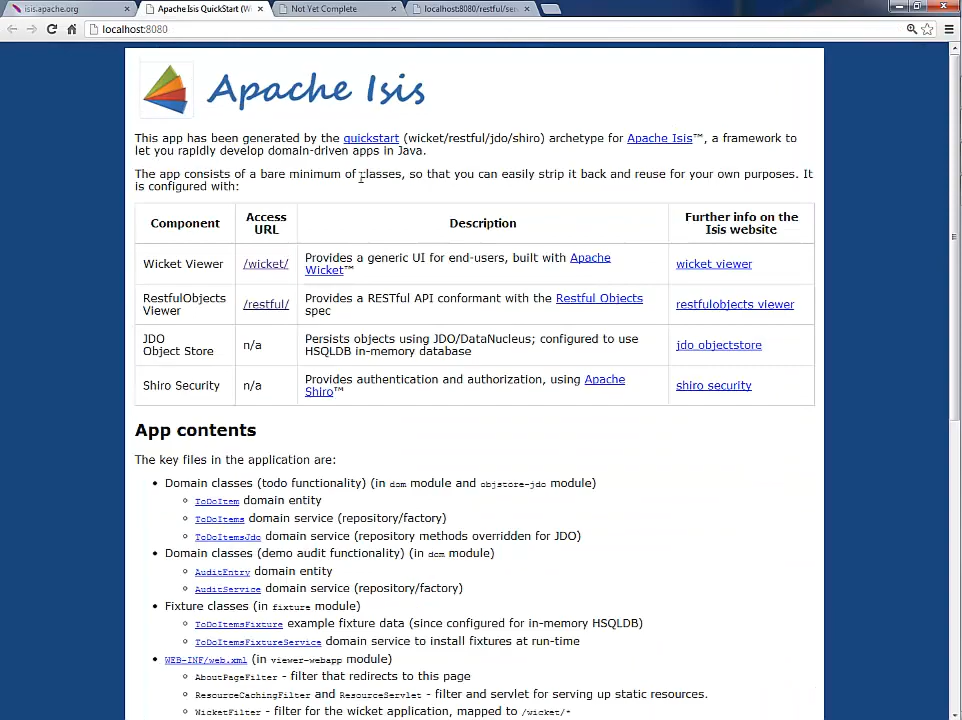 isis.apache.org
Apache Isis QuickStart (Wi
Not Yet Complete
localhost:8080/restful/ser
localhost:8080
Apache Isis
This app has been generated by the quickstart (wicket/restful/jdo/shiro) archetype for Apache Isis™, a framework to
let you rapildly develop domain-driven apps in Java.
The app consists of a bare minimum of classes, so that you can easily strip it back and reuse for your own purposes. It
is configured with:
Component
Access
URL
Description
Further info on the
Isis website
Wicket Viewer
/wicket/
Provides a generic UI for end-users, built with Apache
Wicket™
wicket viewer
RestfulObjects
Viewer
/restful/
Provides a RESTful API conformant with the Restful Objects
spec
restfulobjects viewer
JDO
Object Store
n/a
Persists objects using JDO/DataNucleus; configured to use
HSQLDB in-memory database
jdo objectstore
Shiro Security
n/a
Provides authentication and authorization, using Apache
Shiro™
shiro security
App contents
The key files in the application are:
• Domain classes (todo functionality) (in dom module and objstore-jdo module)
ToDoItem domain entity
ToDoItems domain service (repository/factory)
ToDoItemsJdo domain service (repository methods overridden for JDO)
• Domain classes (demo audit functionality) (in dom module)
AuditEntry domain entity
AuditService domain service (repository/factory)
• Fixture classes (in fixture module)
ToDoItemsFixture example fixture data (since configured for in-memory HSQLDB)
ToDoItemsFixtureService domain service to install fixtures at run-time
• WEB-INF/web.xml (in viewer-webapp module)
AboutPageFilter - filter that redirects to this page
ResourceCachingFilter and ResourceServlet - filter and servlet for serving up static resources.
WicketFilter - filter for the wicket application, mapped to /wicket/*